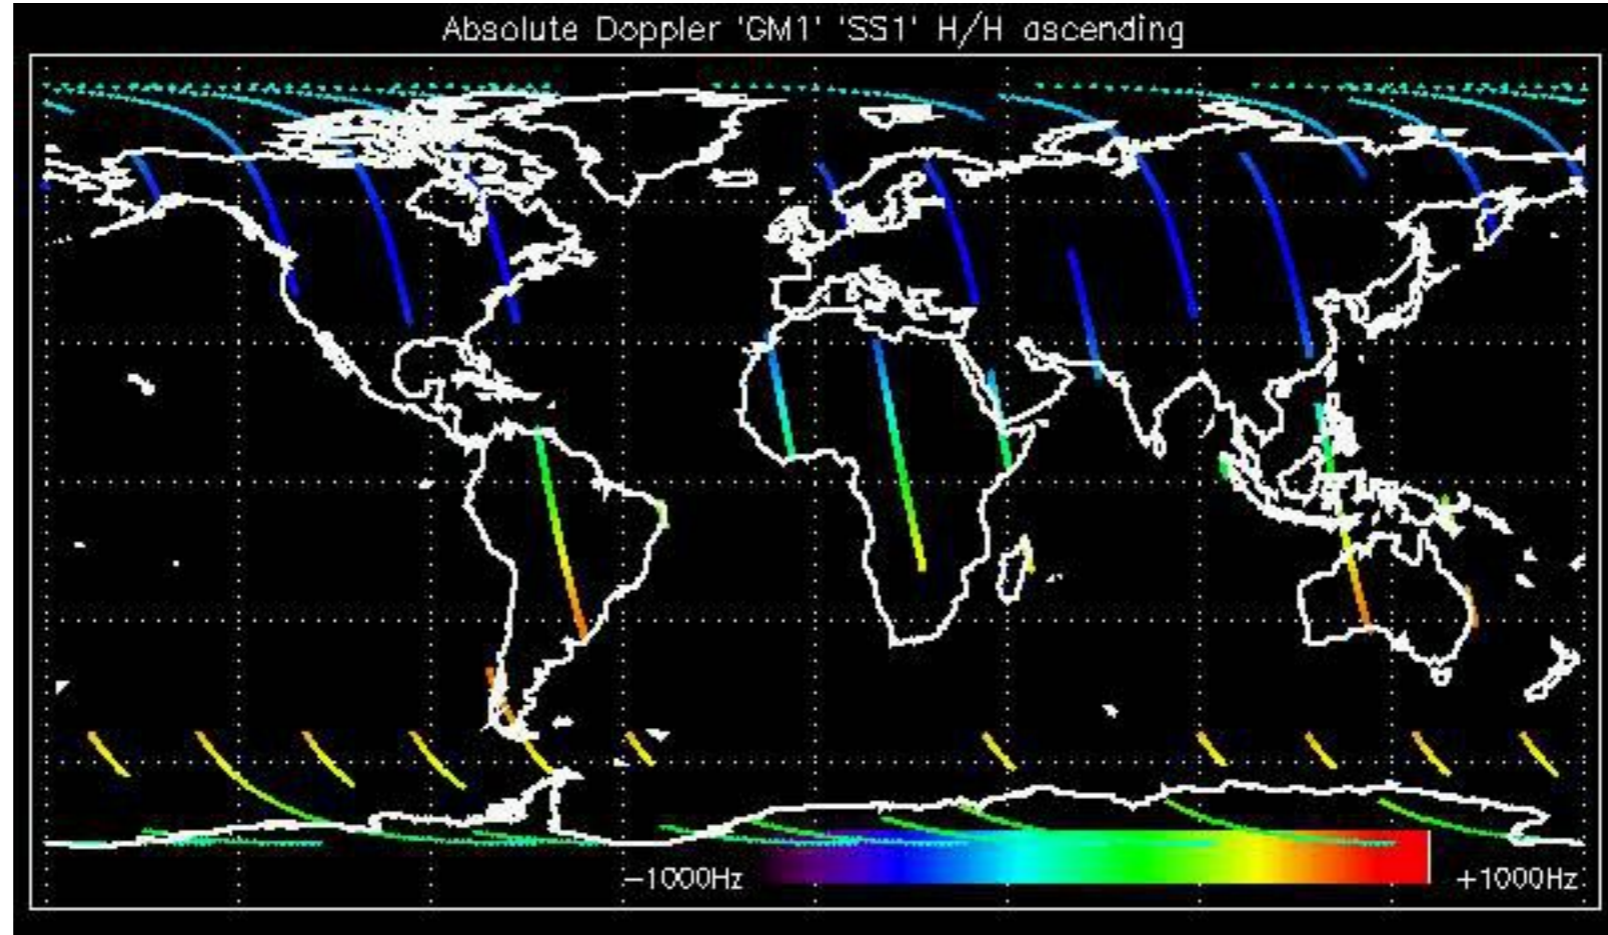 Absolute Doppler 'GM1' 'SS1' H/H ascending
−1000Hz
+1000Hz